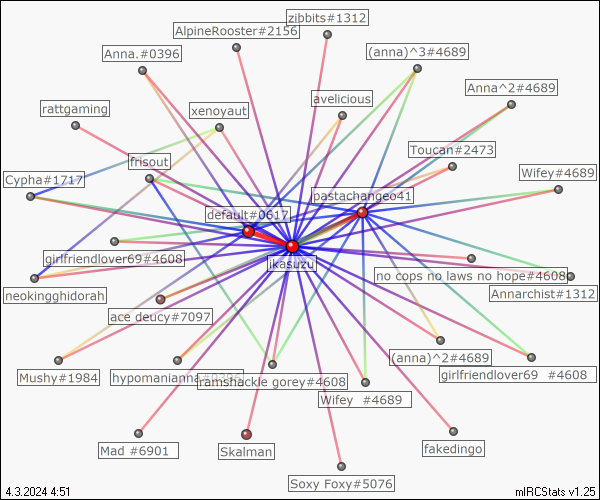 zibbits#1312
AlpineRooster#2156
Anna.#0396
(anna)^3#4689
Anna^2#4689
avelicious
rattgaming
xenoyaut
Toucan#2473
frisout
Wifey#4689
Cypha#1717
pastachangeo41
default#0617
girlfriendlover69#4608
jkasuzu
no cops no laws no hope#4608
neokingghidorah
Annarchist#1312
ace deucy#7097
(anna)^2#4689
Mushy#1984
hypomanianna#0396
ramshackle gorey#4608
girlfriendlover69 #4608
Wifey #4689
Mad #6901
Skalman
fakedingo
Soxy Foxy#5076
4.3.2024 4:51
mIRCStats v1.25